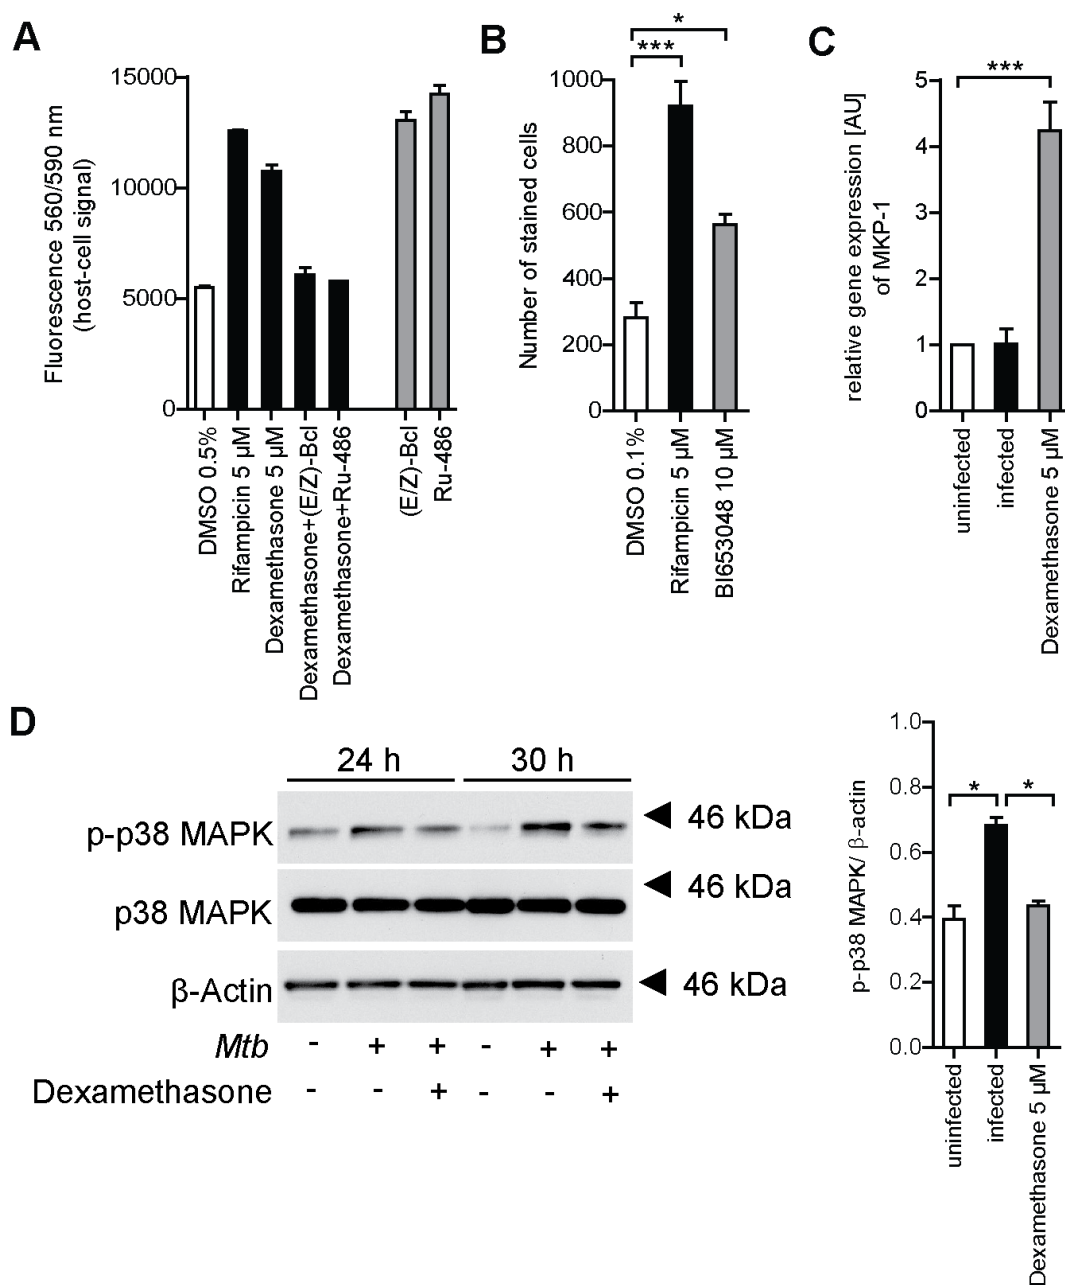 A
Fluorescence 560/590 nm
(host-cell signal)
15000
10000
5000
0
DMSO 0.5%
Rifampicin 5 µM
Dexamethasone 5 µM
Dexamethasone+(E/Z)-Bcl
Dexamethasone+Ru-486
(E/Z)-Bcl
Ru-486
B
*
***
Number of stained cells
1000
800
600
400
200
0
DMSO 0.1%
Rifampicin 5 µM
BI653048 10 µM
C
***
relative gene expression [AU]
of MKP-1
5
4
3
2
1
0
uninfected
infected
Dexamethasone 5 µM
D
24 h 30 h
p-p38 MAPK 46 kDa
p38 MAPK 46 kDa
β-Actin 46 kDa
Mtb - + + - + +
Dexamethasone - - + - - +
* *
p-p38 MAPK/ β-actin
1.0
0.8
0.6
0.4
0.2
0.0
uninfected
infected
Dexamethasone 5 µM